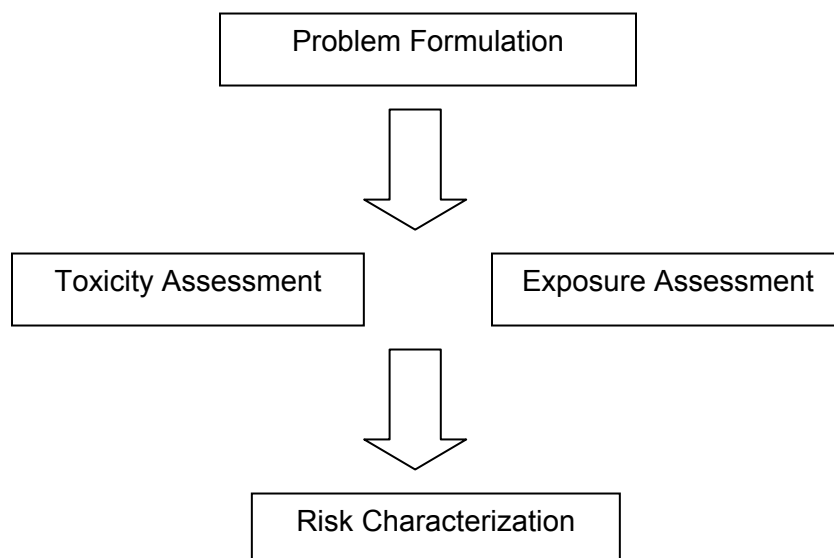 Problem Formulation
Toxicity Assessment
Exposure Assessment
Risk Characterization